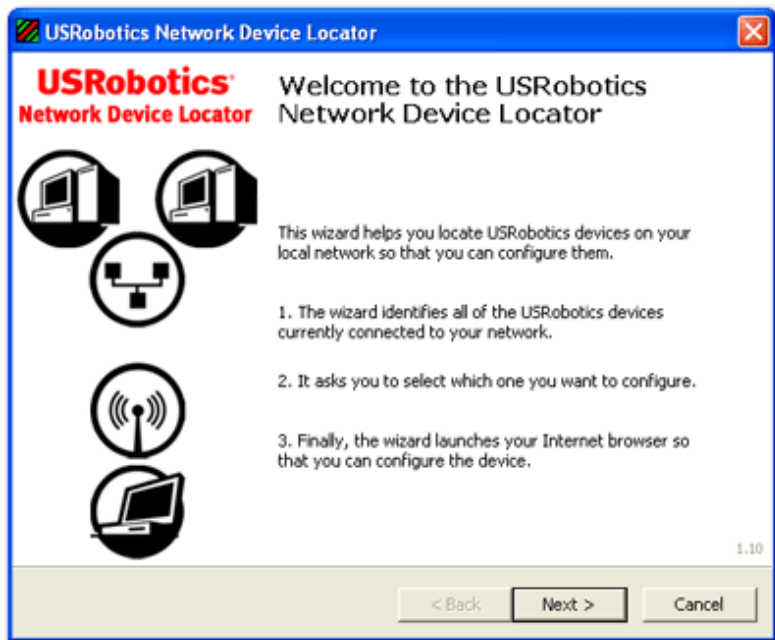 USRobotics Network Device Locator
USRobotics
Network Device Locator
Welcome to the USRobotics
Network Device Locator
This wizard helps you locate USRobotics devices on your
local network so that you can configure them.
1. The wizard identifies all of the USRobotics devices
currently connected to your network.
2. It asks you to select which one you want to configure.
3. Finally, the wizard launches your Internet browser so
that you can configure the device.
1.10
< Back
Next >
Cancel